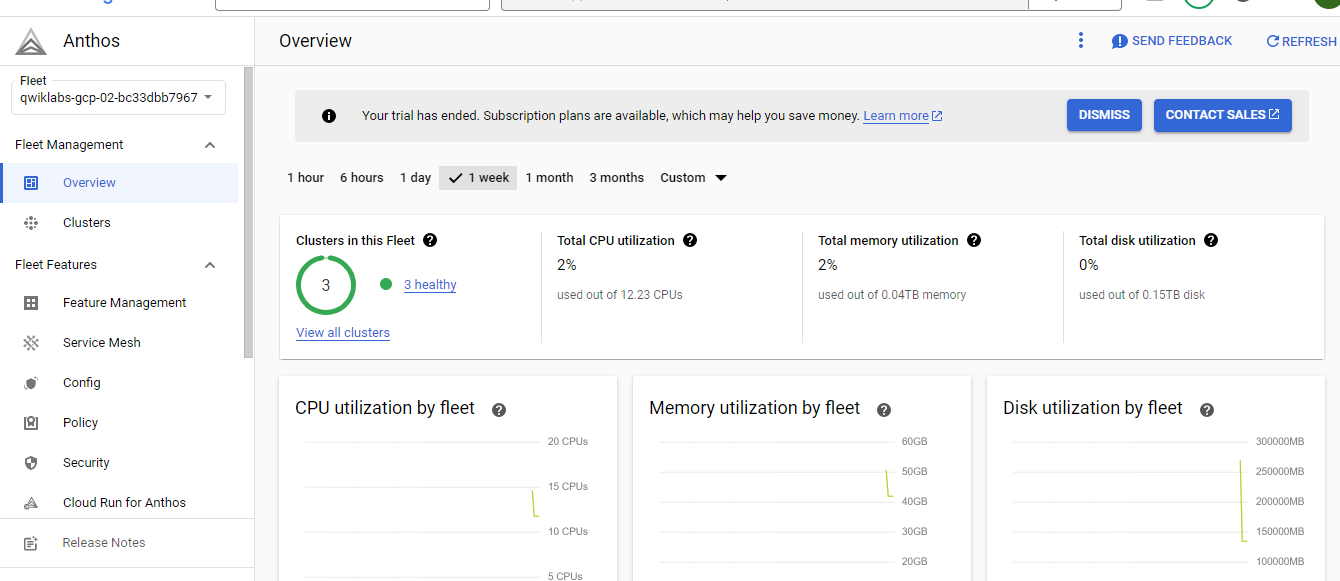 Anthos
Overview
SEND FEEDBACK
REFRESH
Fleet
qwiklabs-gcp-02-bc33dbb7967
Fleet Management
Overview
Clusters
Fleet Features
Feature Management
Service Mesh
Config
Policy
Security
Cloud Run for Anthos
Release Notes
Your trial has ended. Subscription plans are available, which may help you save money. Learn more
DISMISS
CONTACT SALES
1 hour 6 hours 1 day 1 week 1 month 3 months Custom
Clusters in this Fleet
3
3 healthy
View all clusters
Total CPU utilization
2%
used out of 12.23 CPUs
Total memory utilization
2%
used out of 0.04TB memory
Total disk utilization
0%
used out of 0.15TB disk
CPU utilization by fleet
20 CPUs
15 CPUs
10 CPUs
5 CPUs
Memory utilization by fleet
60GB
50GB
40GB
30GB
20GB
Disk utilization by fleet
300000MB
250000MB
200000MB
150000MB
100000MB